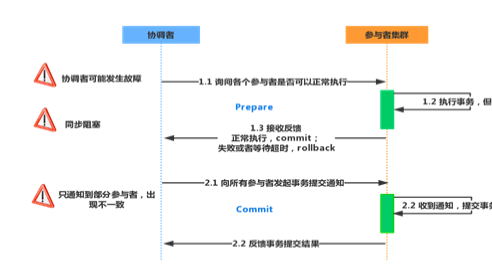 协调者
参与者集群
协调者可能发生故障
1.1 询问各个参与者是否可以正常执行
1.2 执行事务，但
Prepare
同步阻塞
1.3 接收反馈
正常执行，commit；
失败或者等待超时，rollback
2.1 向所有参与者发起事务提交通知
只通知到部分参与者，出
现不一致
2.2 收到通知，提交事务
Commit
2.2 反馈事务提交结果